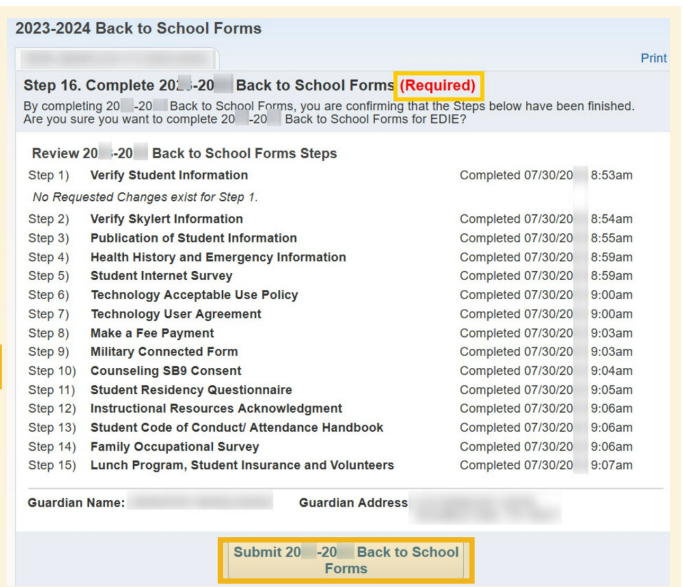 2023-2024 Back to School Forms
Print
Step 16. Complete 20 -20 Back to School Forms (Required)
By completing 20 -20 Back to School Forms, you are confirming that the Steps below have been finished.
Are you sure you want to complete 20 -20 Back to School Forms for EDIE?
Review 20 -20 Back to School Forms Steps
Step 1) Verify Student Information Completed 07/30/20 8:53am
No Requested Changes exist for Step 1.
Step 2) Verify Skylert Information Completed 07/30/20 8:54am
Step 3) Publication of Student Information Completed 07/30/20 8:55am
Step 4) Health History and Emergency Information Completed 07/30/20 8:59am
Step 5) Student Internet Survey Completed 07/30/20 8:59am
Step 6) Technology Acceptable Use Policy Completed 07/30/20 9:00am
Step 7) Technology User Agreement Completed 07/30/20 9:00am
Step 8) Make a Fee Payment Completed 07/30/20 9:03am
Step 9) Military Connected Form Completed 07/30/20 9:03am
Step 10) Counseling SB9 Consent Completed 07/30/20 9:04am
Step 11) Student Residency Questionnaire Completed 07/30/20 9:05am
Step 12) Instructional Resources Acknowledgment Completed 07/30/20 9:06am
Step 13) Student Code of Conduct/ Attendance Handbook Completed 07/30/20 9:06am
Step 14) Family Occupational Survey Completed 07/30/20 9:06am
Step 15) Lunch Program, Student Insurance and Volunteers Completed 07/30/20 9:07am
Guardian Name: Guardian Address
Submit 20 -20 Back to School
Forms